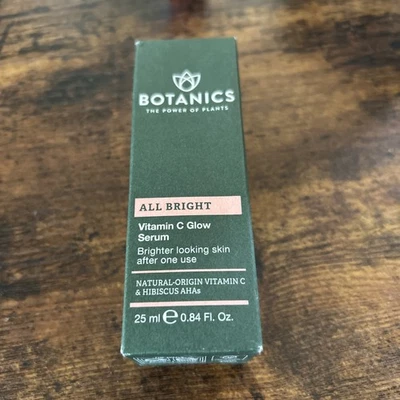 BOTANICS
THE POWER OF PLANTS
ALL BRIGHT
Vitamin C Glow
Serum
Brighter looking skin
after one use
NATURAL-ORIGIN VITAMIN C
& HIBISCUS AHAs
25 ml ℮ 0.84 Fl. Oz.